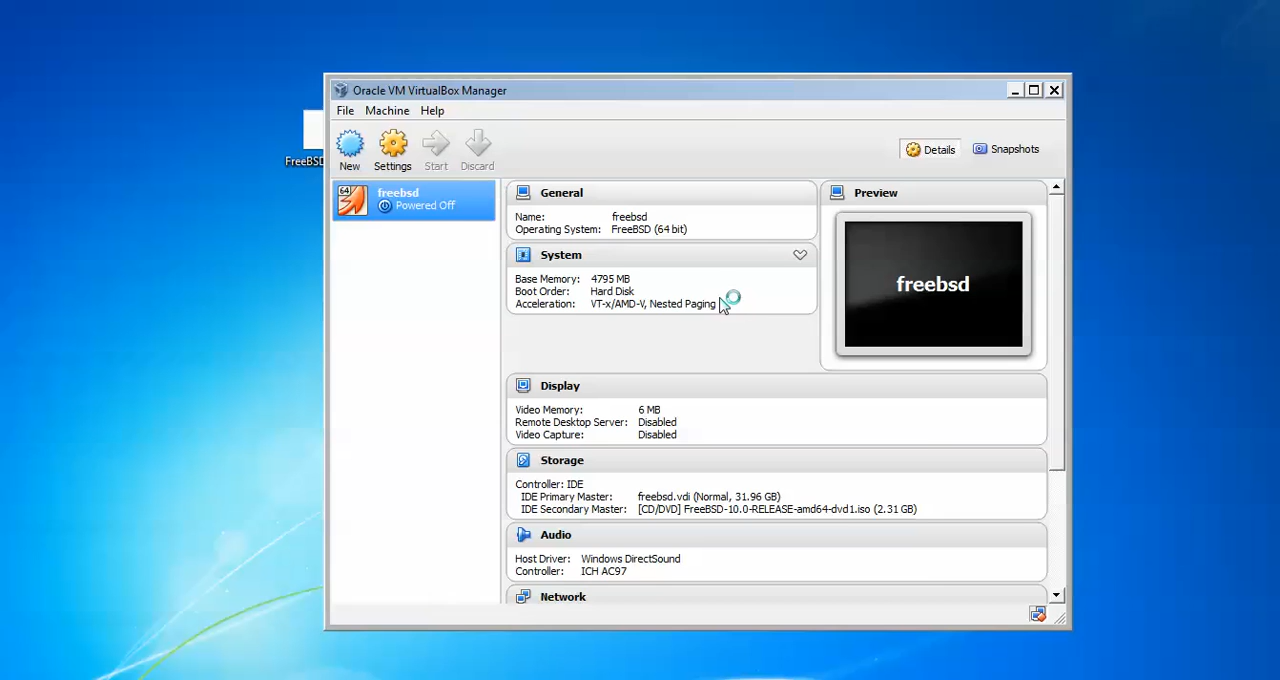 Oracle VM VirtualBox Manager
File Machine Help
New Settings Start Discard
Details Snapshots
FreeBSD
64
freebsd
Powered Off
General
Name: freebsd
Operating System: FreeBSD (64 bit)
System
Base Memory: 4795 MB
Boot Order: Hard Disk
Acceleration: VT-x/AMD-V, Nested Paging
Preview
freebsd
Display
Video Memory: 6 MB
Remote Desktop Server: Disabled
Video Capture: Disabled
Storage
Controller: IDE
IDE Primary Master: freebsd.vdi (Normal, 31.96 GB)
IDE Secondary Master: [CD/DVD] FreeBSD-10.0-RELEASE-amd64-dvd1.iso (2.31 GB)
Audio
Host Driver: Windows DirectSound
Controller: ICH AC97
Network